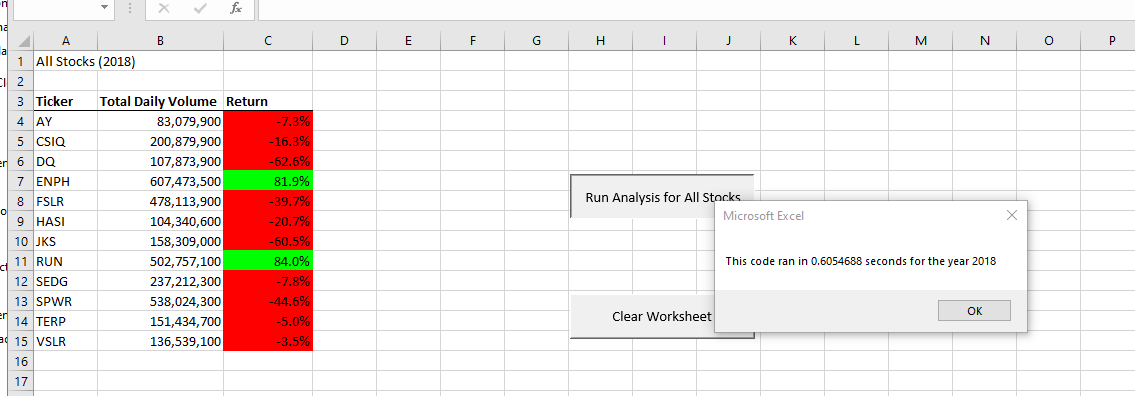 fx
A B C D E F G H I J K L M N O P
1 All Stocks (2018)
2
3 Ticker Total Daily Volume Return
4 AY 83,079,900 -7.3%
5 CSIQ 200,879,900 -16.3%
6 DQ 107,873,900 -62.6%
7 ENPH 607,473,500 81.9%
8 FSLR 478,113,900 -39.7%
9 HASI 104,340,600 -20.7%
10 JKS 158,309,000 -60.5%
11 RUN 502,757,100 84.0%
12 SEDG 237,212,300 -7.8%
13 SPWR 538,024,300 -44.6%
14 TERP 151,434,700 -5.0%
15 VSLR 136,539,100 -3.5%
16
17
Run Analysis for All Stocks
Microsoft Excel
This code ran in 0.6054688 seconds for the year 2018
OK
Clear Worksheet